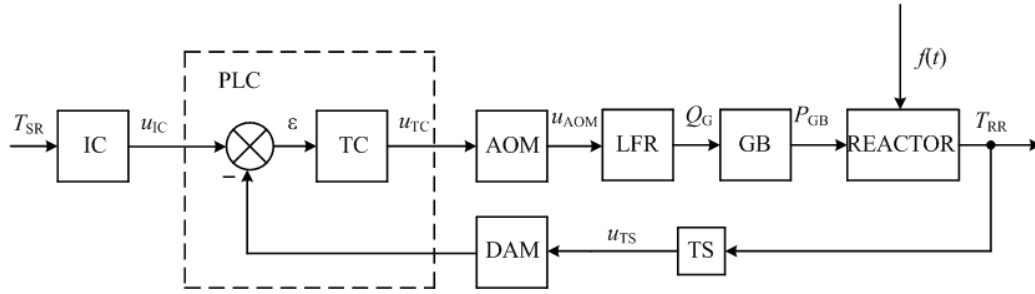 PLC
f(t)
T_SR
IC
u_IC
ε
TC
u_TC
AOM
u_AOM
LFR
Q_G
GB
P_GB
REACTOR
T_RR
–
DAM
u_TS
TS